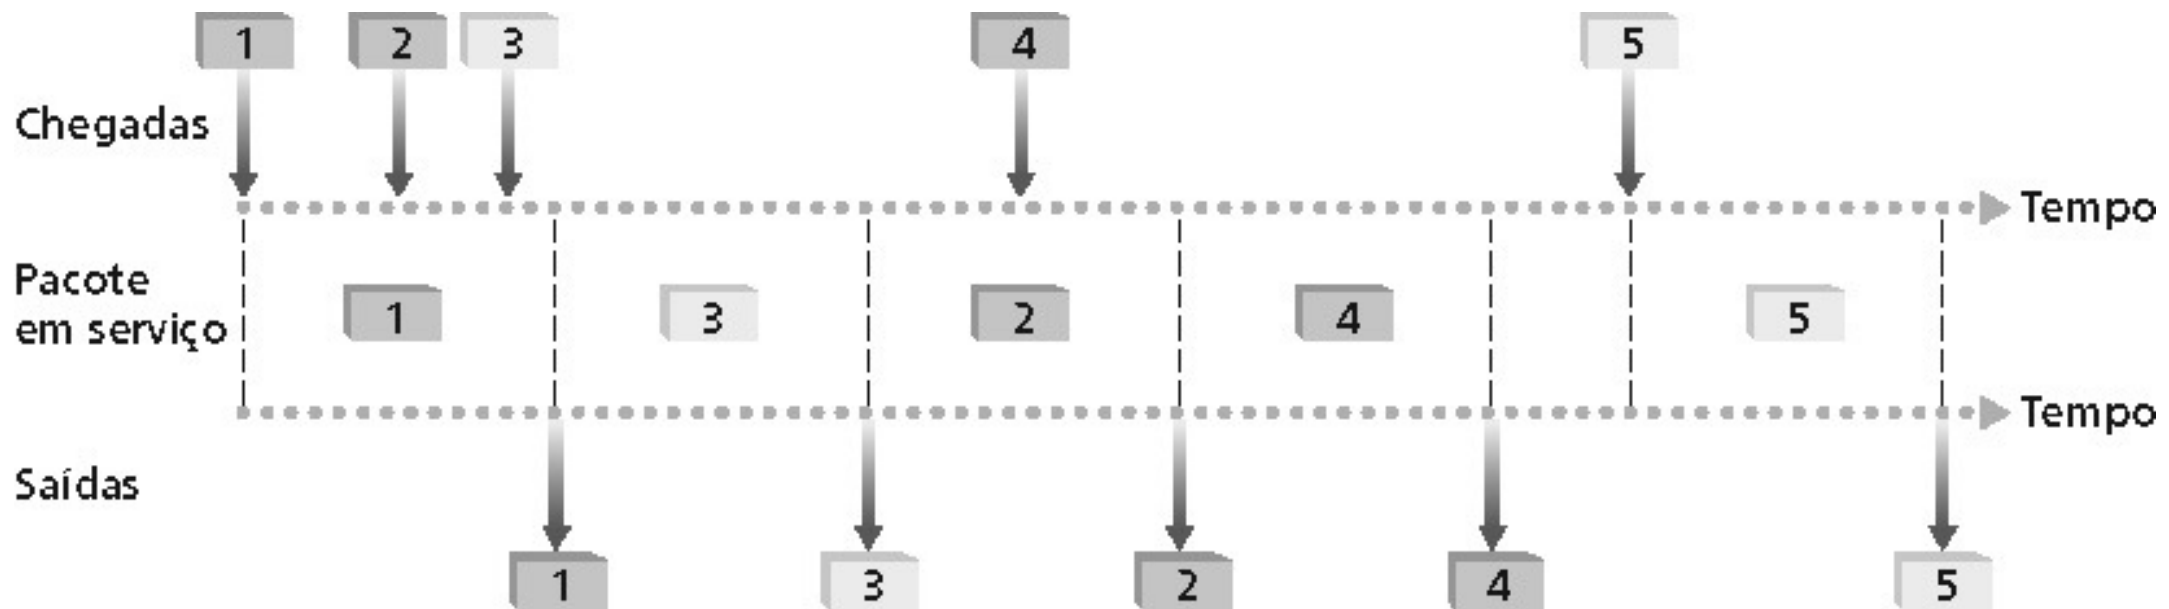 1 2 3 4 5
Chegadas
Tempo
Pacote
em serviço
1 3 2 4 5
Tempo
Saídas
1 3 2 4 5